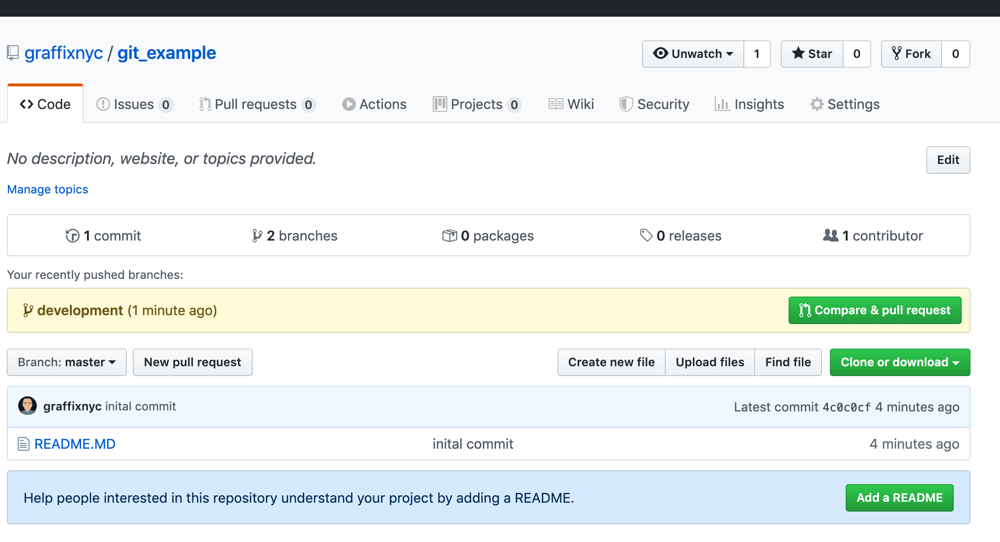 graffixnyc / git_example
Unwatch 1 Star 0 Fork 0
Code Issues 0 Pull requests 0 Actions Projects 0 Wiki Security Insights Settings
No description, website, or topics provided.
Edit
Manage topics
1 commit 2 branches 0 packages 0 releases 1 contributor
Your recently pushed branches:
development (1 minute ago) Compare & pull request
Branch: master New pull request Create new file Upload files Find file Clone or download
graffixnyc inital commit Latest commit 4c0c0cf 4 minutes ago
README.MD inital commit 4 minutes ago
Help people interested in this repository understand your project by adding a README. Add a README